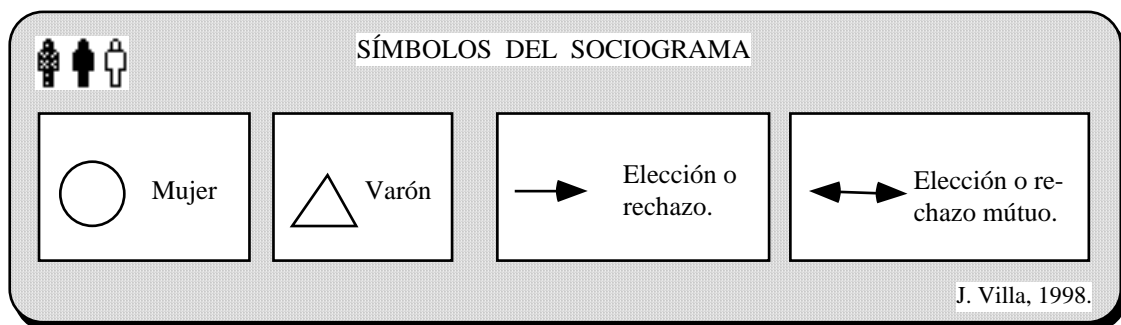 SÍMBOLOS DEL SOCIOGRAMA
Mujer
Varón
Elección o
rechazo.
Elección o re-
chazo mútuo.
J. Villa, 1998.